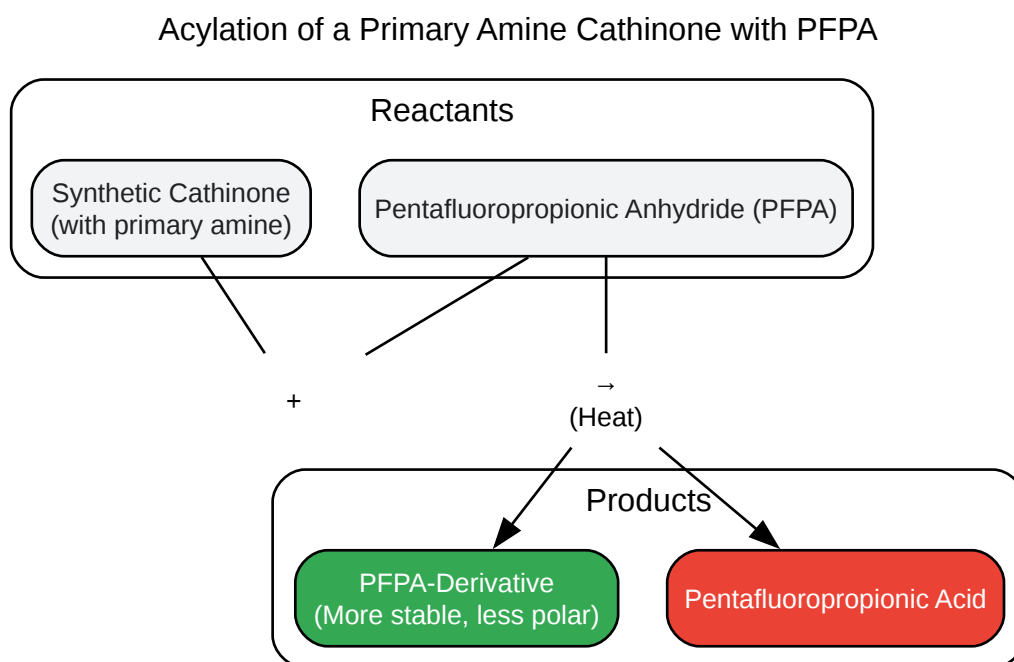 Acylation of a Primary Amine Cathinone with PFPA
Reactants
Synthetic Cathinone
(with primary amine)
Pentafluoropropionic Anhydride (PFPA)
+
→
(Heat)
Products
PFPA-Derivative
(More stable, less polar)
Pentafluoropropionic Acid